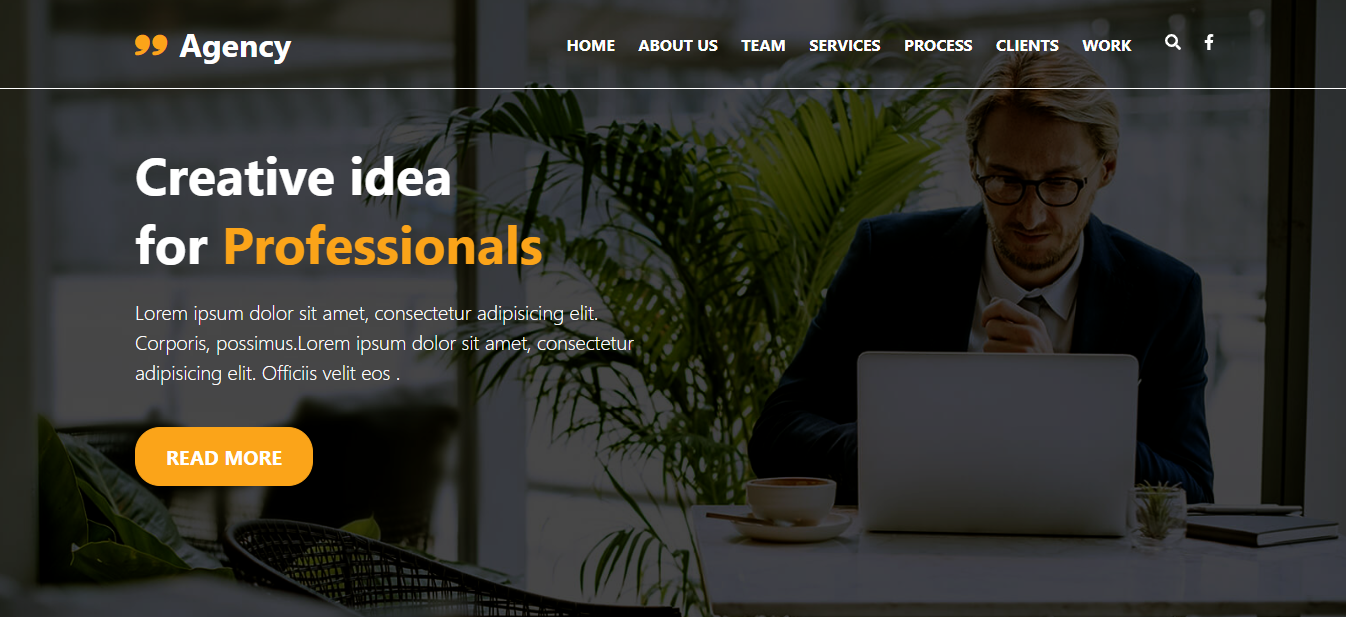 Agency
HOME ABOUT US TEAM SERVICES PROCESS CLIENTS WORK
Creative idea
for Professionals
Lorem ipsum dolor sit amet, consectetur adipisicing elit.
Corporis, possimus.Lorem ipsum dolor sit amet, consectetur
adipisicing elit. Officiis velit eos .
READ MORE